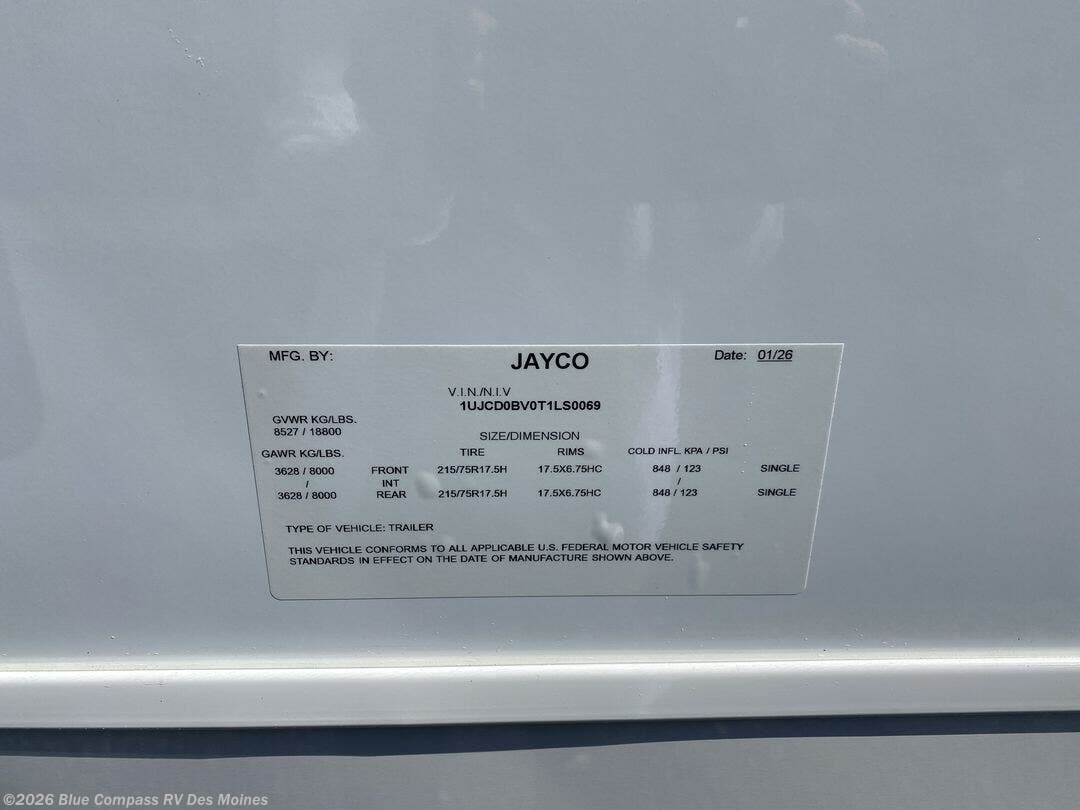 MFG. BY: JAYCO Date: 01/26
V.I.N./N.I.V
1UJCD0BV0T1LS0069
GVWR KG/LBS.
8527 / 18800
SIZE/DIMENSION
GAWR KG/LBS. TIRE RIMS COLD INFL. KPA / PSI
3628 / 8000 FRONT 215/75R17.5H 17.5X6.75HC 848 / 123 SINGLE
/ INT /
3628 / 8000 REAR 215/75R17.5H 17.5X6.75HC 848 / 123 SINGLE
TYPE OF VEHICLE: TRAILER
THIS VEHICLE CONFORMS TO ALL APPLICABLE U.S. FEDERAL MOTOR VEHICLE SAFETY
STANDARDS IN EFFECT ON THE DATE OF MANUFACTURE SHOWN ABOVE.
©2026 Blue Compass RV Des Moines